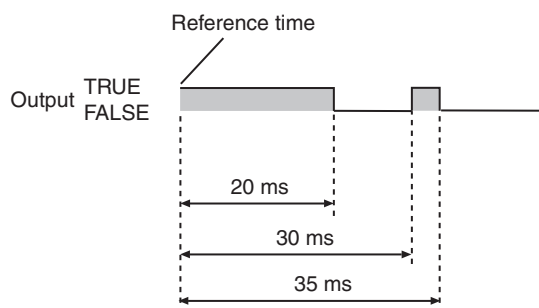 Reference time
Output TRUE
FALSE
20 ms
30 ms
35 ms